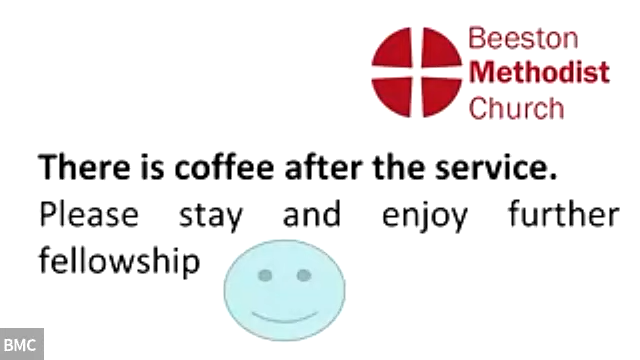 Beeston
Methodist
Church
There is coffee after the service.
Please stay and enjoy further
fellowship
BMC